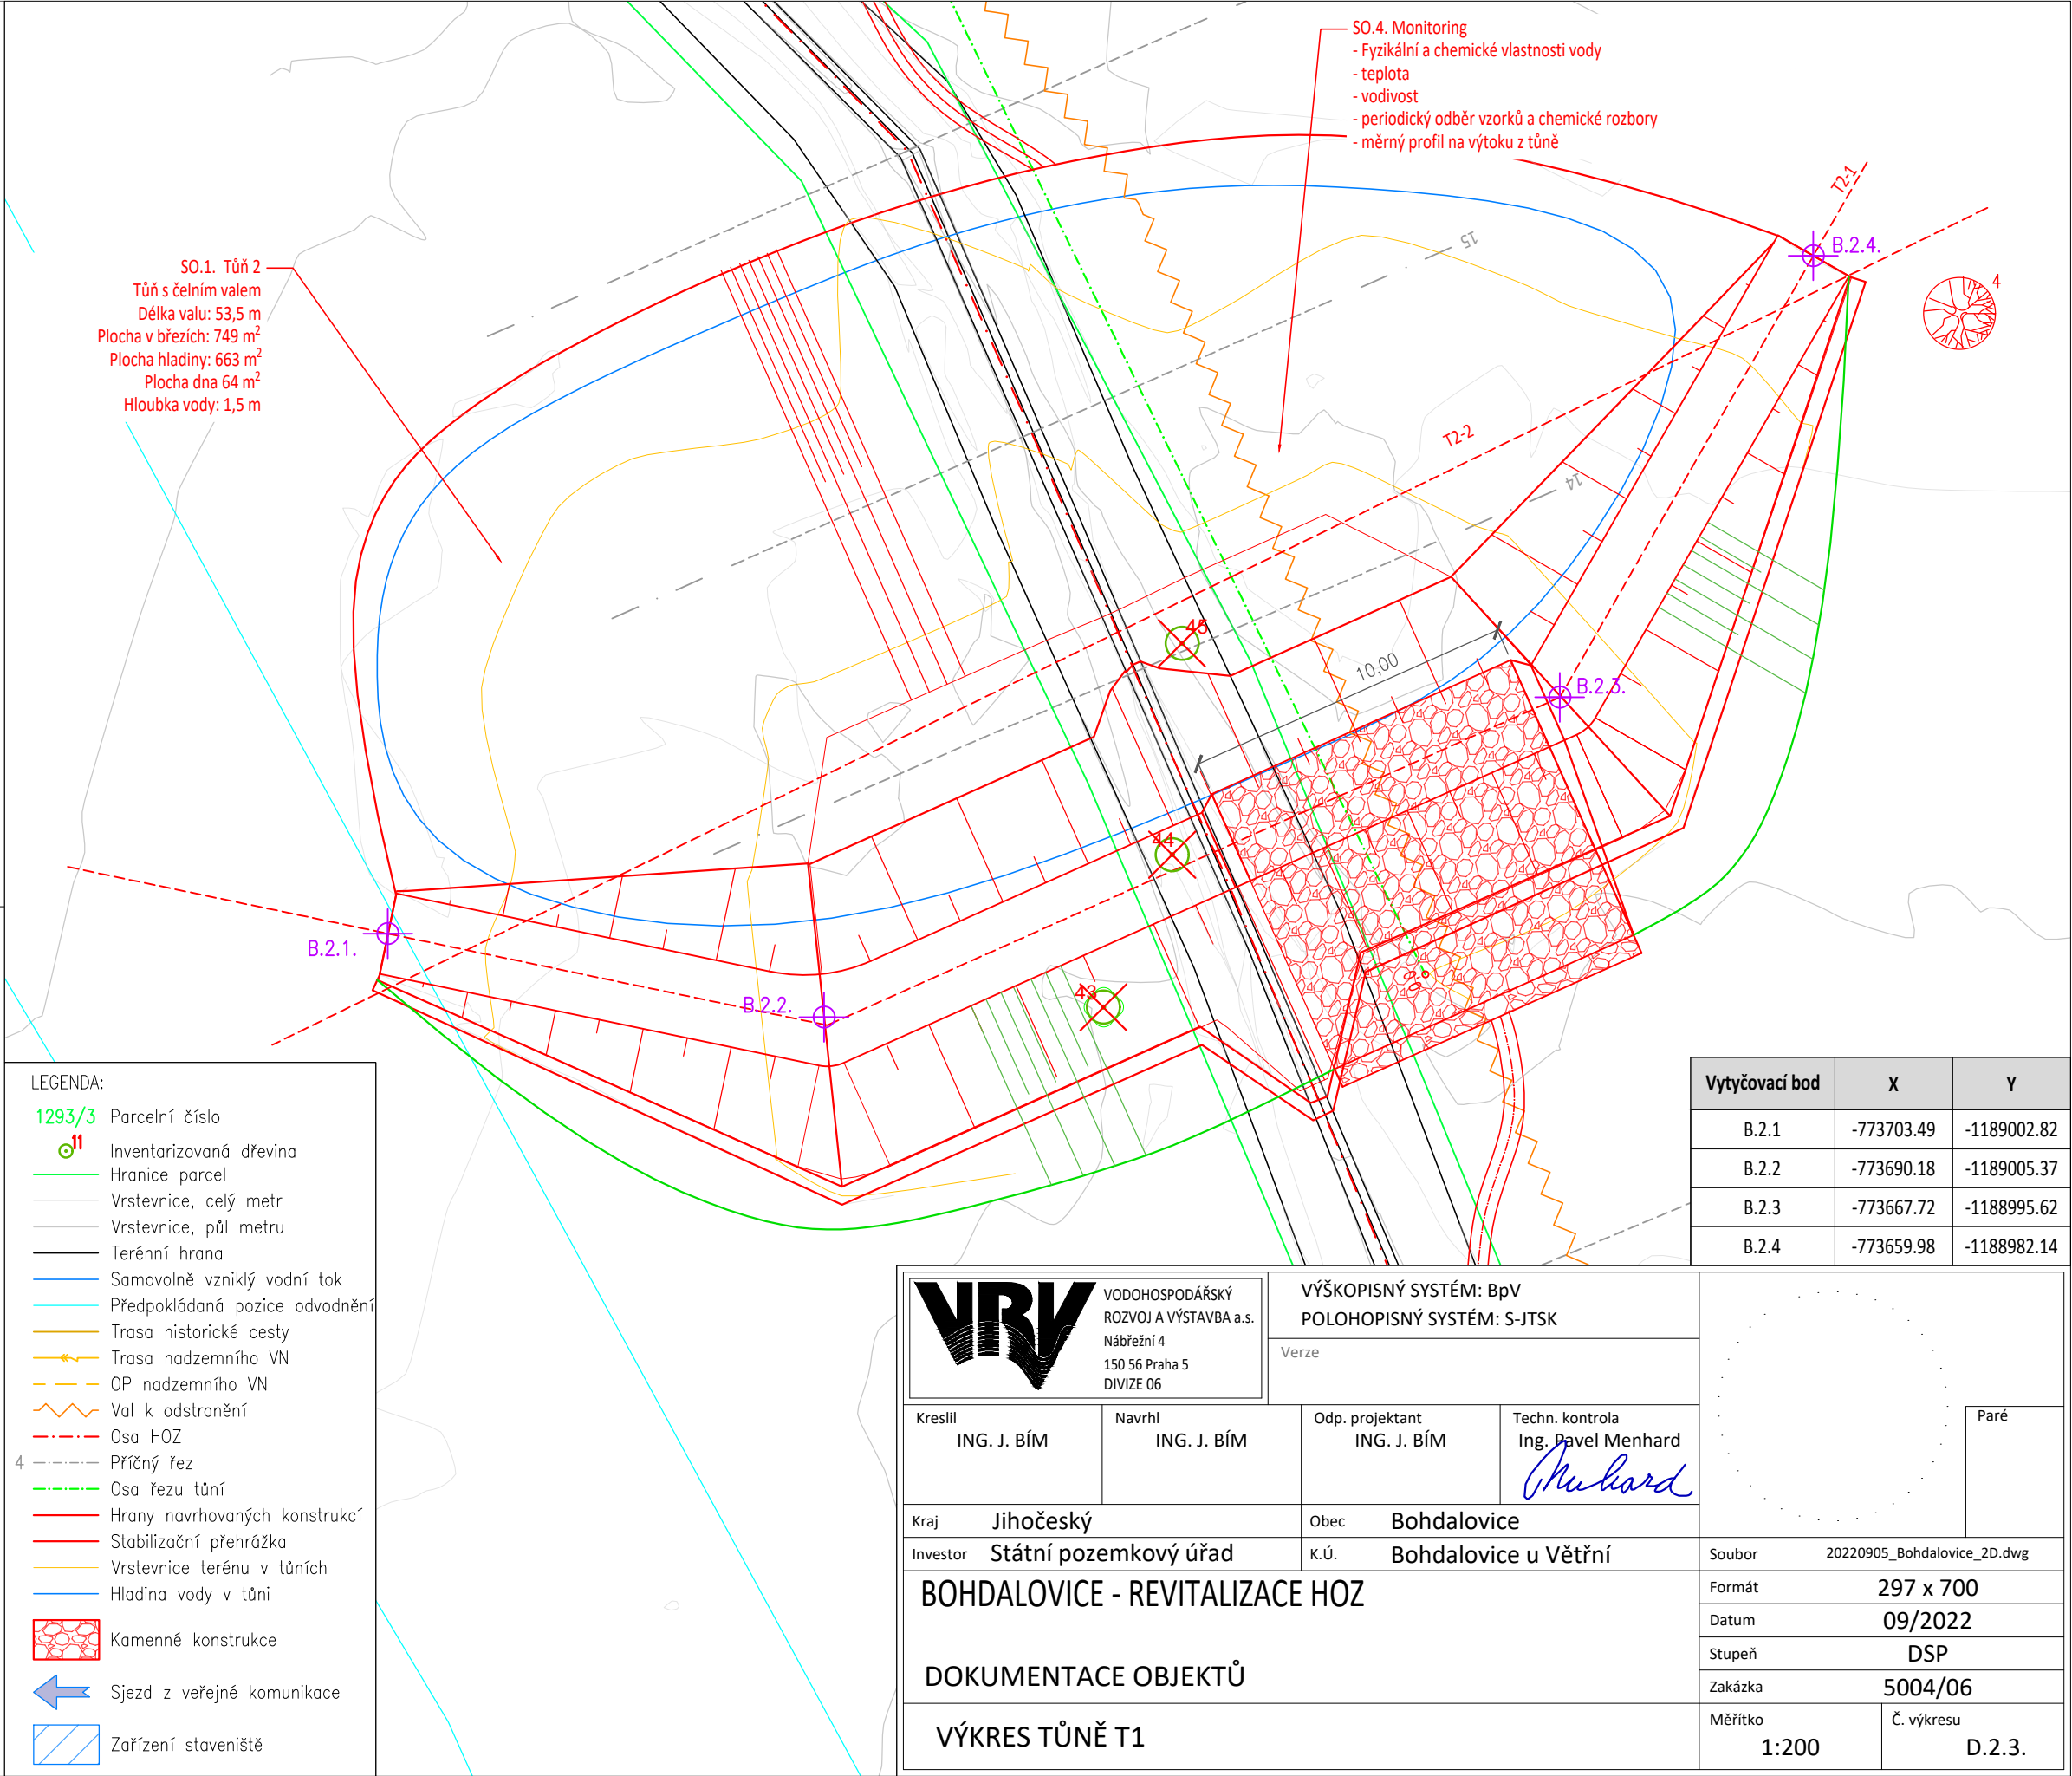 SO.4. Monitoring
- Fyzikální a chemické vlastnosti vody
- teplota
- vodivost
- periodický odběr vzorků a chemické rozbory
- měrný profil na výtoku z tůně
T2-1
B.2.4.
4
15
SO.1. Tůň 2
Tůň s čelním valem
Délka valu: 53,5 m
Plocha v březích: 749 m²
Plocha hladiny: 663 m²
Plocha dna 64 m²
Hloubka vody: 1,5 m
T2-2
14
45
10,00
B.2.3.
44
B.2.1.
B.2.2.
43
0,0
LEGENDA:
1293/3 Parcelní číslo
11 Inventarizovaná dřevina
Hranice parcel
Vrstevnice, celý metr
Vrstevnice, půl metru
Terénní hrana
Samovolně vzniklý vodní tok
Předpokládaná pozice odvodnění
Trasa historické cesty
Trasa nadzemního VN
OP nadzemního VN
Val k odstranění
Osa HOZ
4 Příčný řez
Osa řezu tůní
Hrany navrhovaných konstrukcí
Stabilizační přehrážka
Vrstevnice terénu v tůních
Hladina vody v tůni
Kamenné konstrukce
Sjezd z veřejné komunikace
Zařízení staveniště
Vytyčovací bod X Y
B.2.1 -773703.49 -1189002.82
B.2.2 -773690.18 -1189005.37
B.2.3 -773667.72 -1188995.62
B.2.4 -773659.98 -1188982.14
VRV
VODOHOSPODÁŘSKÝ
ROZVOJ A VÝSTAVBA a.s.
Nábřežní 4
150 56 Praha 5
DIVIZE 06
VÝŠKOPISNÝ SYSTÉM: BpV
POLOHOPISNÝ SYSTÉM: S-JTSK
Verze
Kreslil
ING. J. BÍM
Navrhl
ING. J. BÍM
Odp. projektant
ING. J. BÍM
Techn. kontrola
Ing. Pavel Menhard
Menhard
Paré
Kraj Jihočeský
Obec Bohdalovice
Investor Státní pozemkový úřad
K.Ú. Bohdalovice u Větřní
BOHDALOVICE - REVITALIZACE HOZ
DOKUMENTACE OBJEKTŮ
VÝKRES TŮNĚ T1
Soubor 20220905_Bohdalovice_2D.dwg
Formát 297 x 700
Datum 09/2022
Stupeň DSP
Zakázka 5004/06
Měřítko
1:200
Č. výkresu
D.2.3.